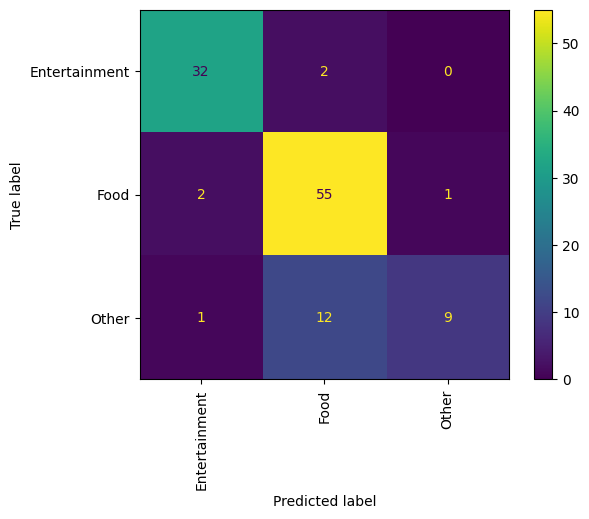 Entertainment 32 2 0
Food 2 55 1
Other 1 12 9
Entertainment
Food
Other
Predicted label
True label
50
40
30
20
10
0